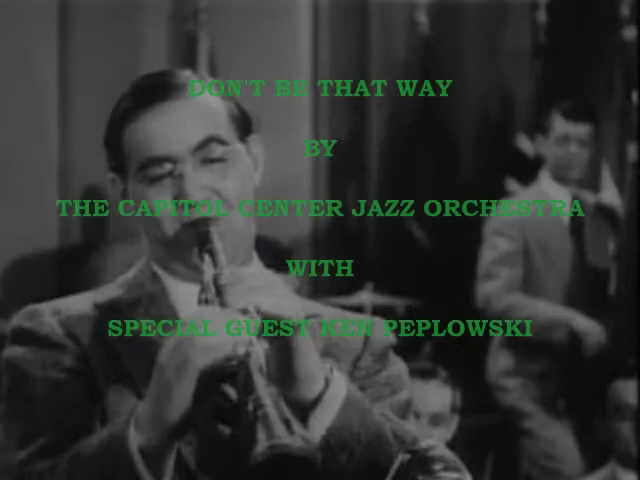 DON'T BE THAT WAY
BY
THE CAPITOL CENTER JAZZ ORCHESTRA
WITH
SPECIAL GUEST KEN PEPLOWSKI